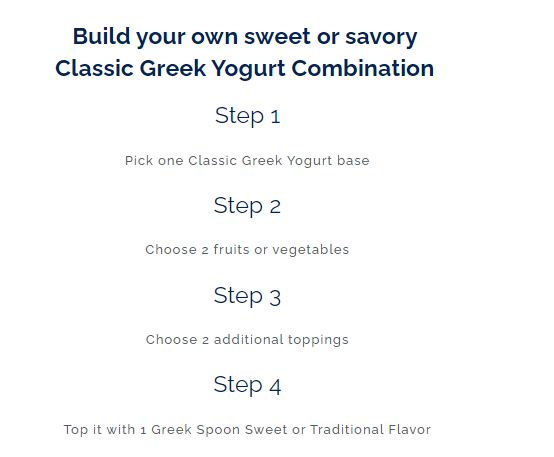 Build your own sweet or savory
Classic Greek Yogurt Combination
Step 1
Pick one Classic Greek Yogurt base
Step 2
Choose 2 fruits or vegetables
Step 3
Choose 2 additional toppings
Step 4
Top it with 1 Greek Spoon Sweet or Traditional Flavor